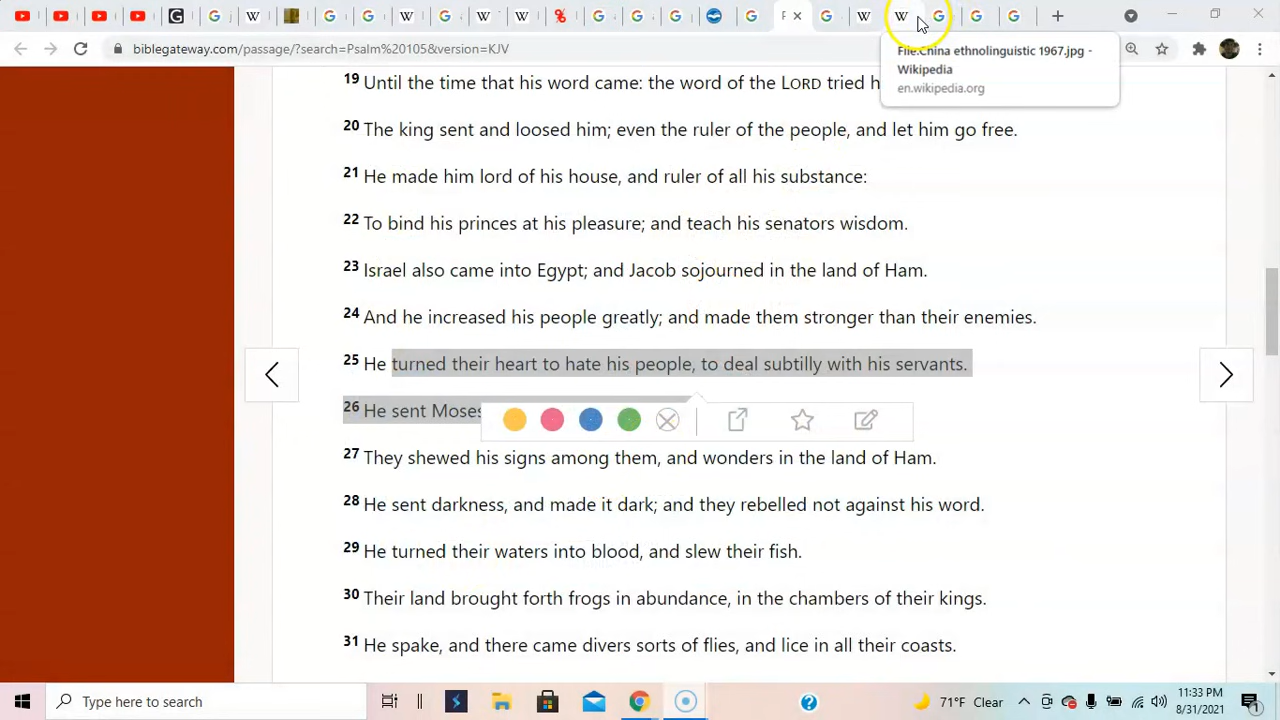 File:China ethnolinguistic 1967.jpg -
Wikipedia
en.wikipedia.org
biblegateway.com/passage/?search=Psalm%20105&version=KJV
19 Until the time that his word came: the word of the LORD tried h
20 The king sent and loosed him; even the ruler of the people, and let him go free.
21 He made him lord of his house, and ruler of all his substance:
22 To bind his princes at his pleasure; and teach his senators wisdom.
23 Israel also came into Egypt; and Jacob sojourned in the land of Ham.
24 And he increased his people greatly; and made them stronger than their enemies.
25 He turned their heart to hate his people, to deal subtilly with his servants.
26 He sent Moses
27 They shewed his signs among them, and wonders in the land of Ham.
28 He sent darkness, and made it dark; and they rebelled not against his word.
29 He turned their waters into blood, and slew their fish.
30 Their land brought forth frogs in abundance, in the chambers of their kings.
31 He spake, and there came divers sorts of flies, and lice in all their coasts.
Type here to search
71°F Clear
11:33 PM
8/31/2021